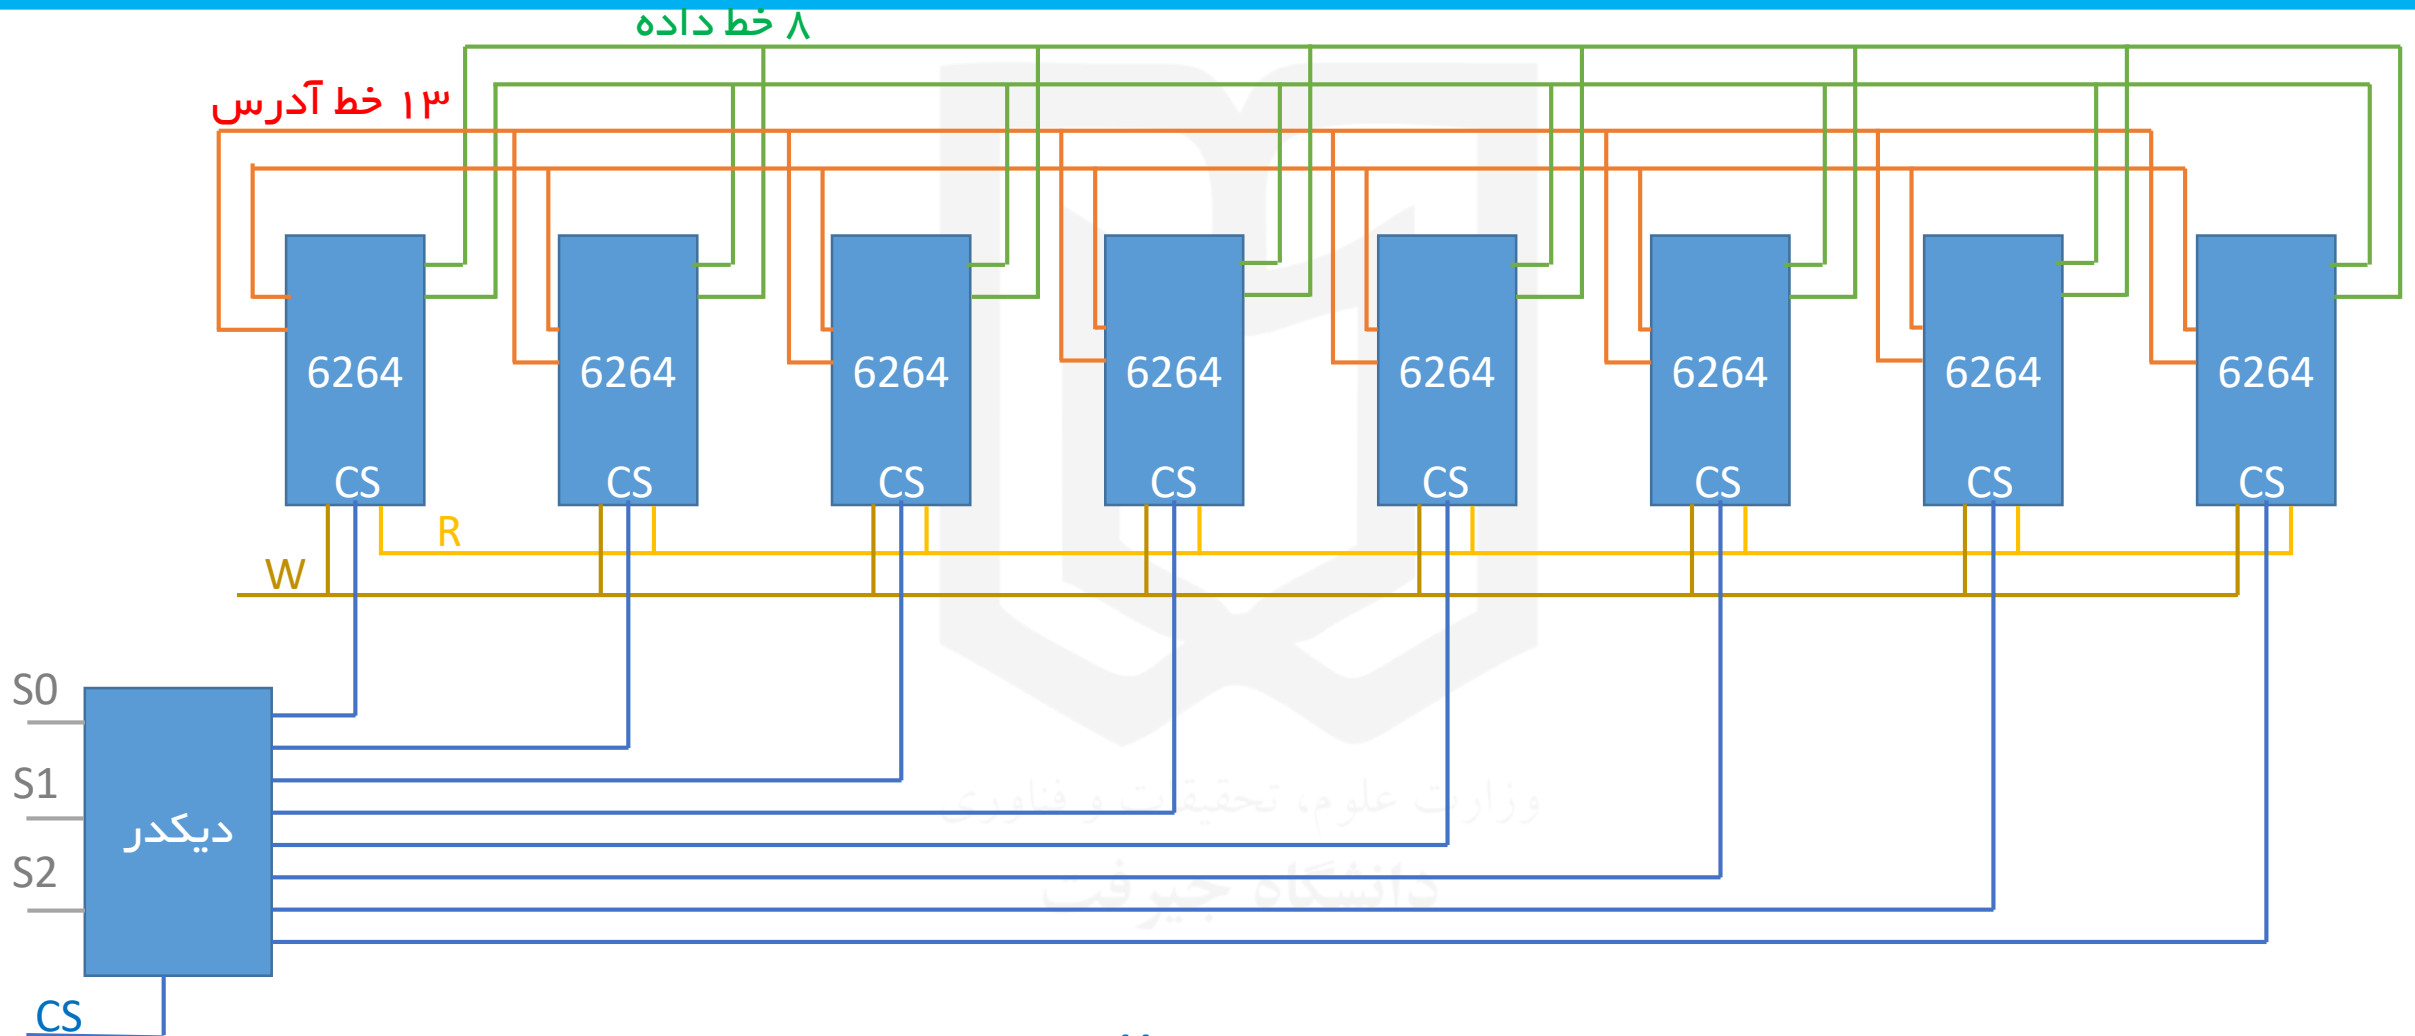 ۸ خط داده
۱۳ خط آدرس
6264 6264 6264 6264 6264 6264 6264 6264
CS CS CS CS CS CS CS CS
R
W
S0
S1
وزارت علوم، تحقیقات و فناوری
دیکدر
S2
دانشگاه جیرفت
CS